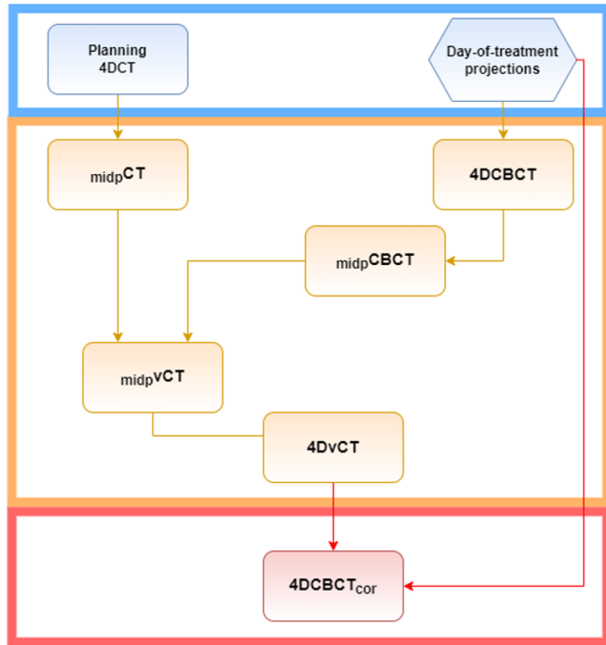 Planning
4DCT
Day-of-treatment
projections
midpCT
4DCBCT
midpCBCT
midpvCT
4DvCT
4DCBCTcor